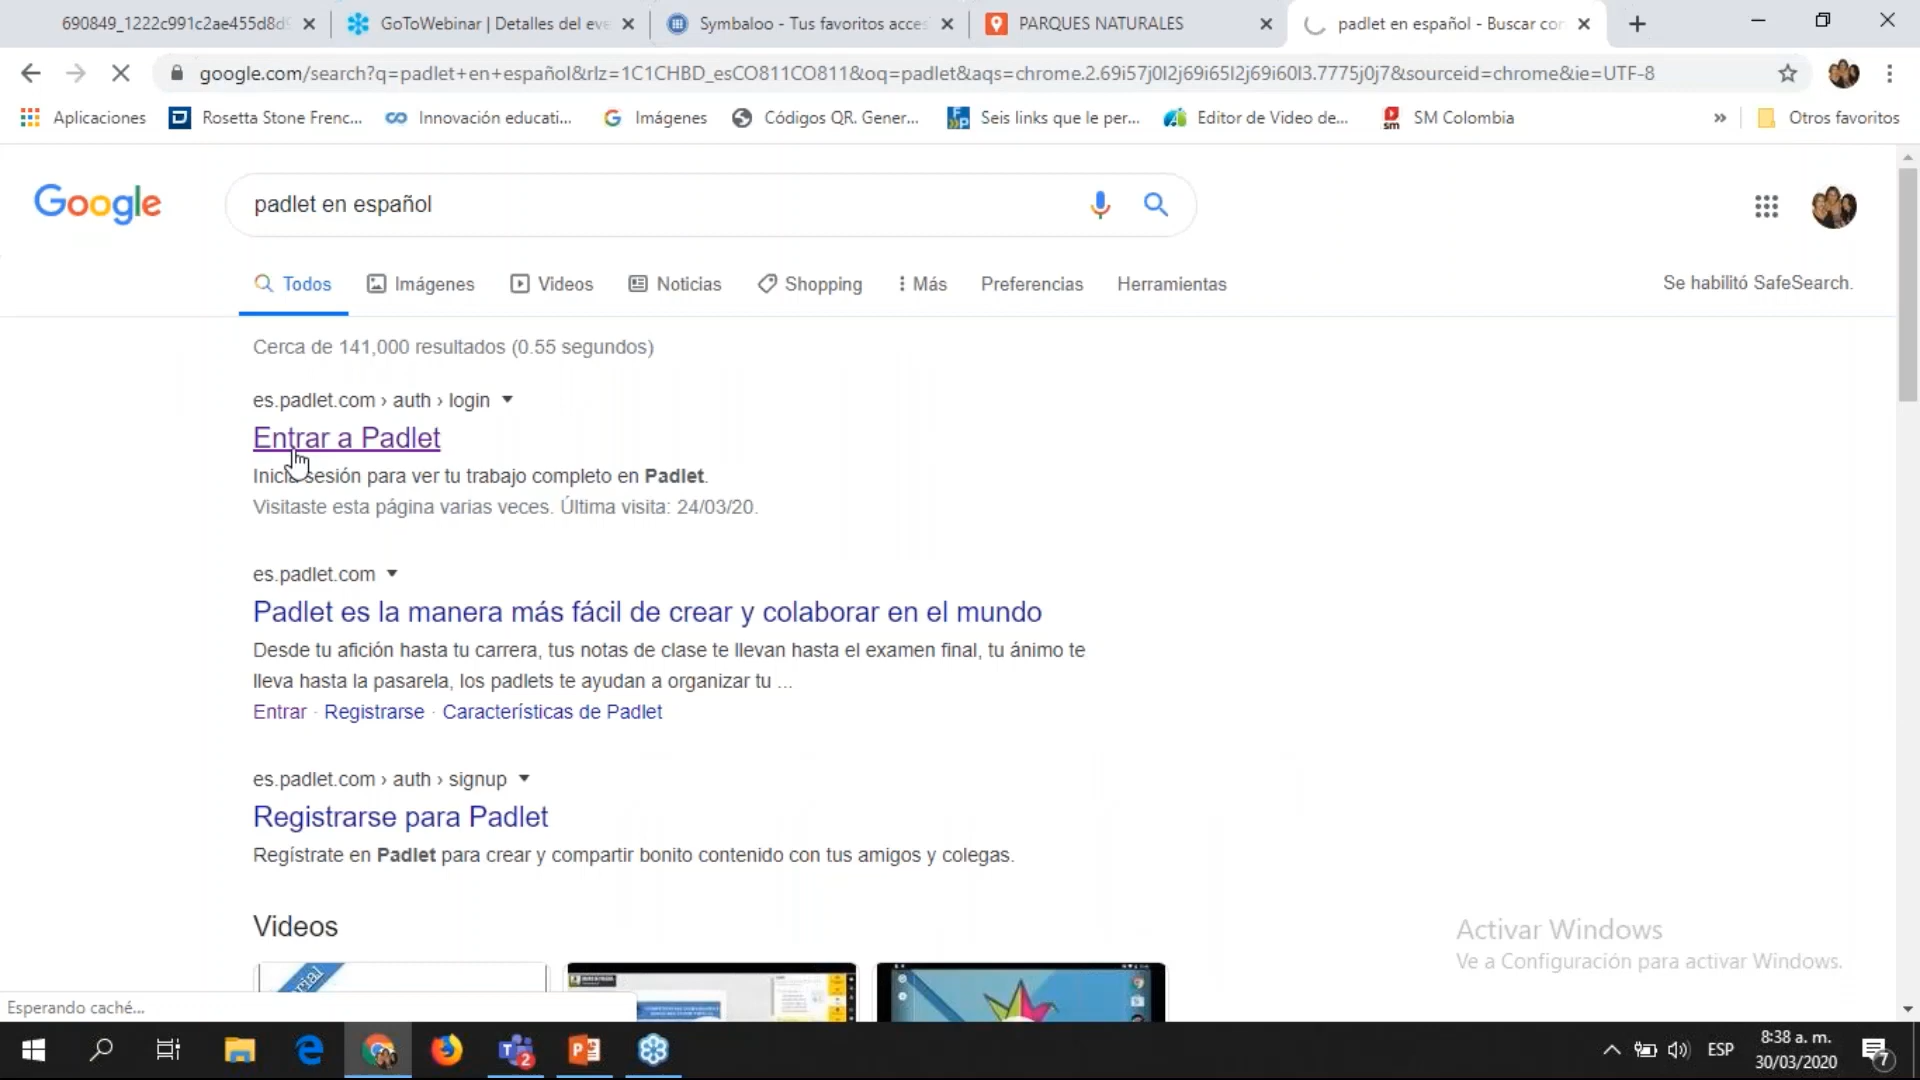 690849_1222c991c2ae455d8d9
GoToWebinar | Detalles del eve
Symbaloo - Tus favoritos acces
PARQUES NATURALES
padlet en español - Buscar con
google.com/search?q=padlet+en+español&rlz=1C1CHBD_esCO811CO811&oq=padlet&aqs=chrome.2.69i57j0l2j69i65l2j69i60l3.7775j0j7&sourceid=chrome&ie=UTF-8
Aplicaciones
Rosetta Stone Frenc...
Innovación educati...
Imágenes
Códigos QR. Gener...
Seis links que le per...
Editor de Video de...
SM Colombia
»
Otros favoritos
Google
padlet en español
Todos
Imágenes
Videos
Noticias
Shopping
Más
Preferencias
Herramientas
Se habilitó SafeSearch.
Cerca de 141,000 resultados (0.55 segundos)
es.padlet.com › auth › login
Entrar a Padlet
Inicia sesión para ver tu trabajo completo en Padlet.
Visitaste esta página varias veces. Última visita: 24/03/20.
es.padlet.com
Padlet es la manera más fácil de crear y colaborar en el mundo
Desde tu afición hasta tu carrera, tus notas de clase te llevan hasta el examen final, tu ánimo te
lleva hasta la pasarela, los padlets te ayudan a organizar tu ...
Entrar · Registrarse · Características de Padlet
es.padlet.com › auth › signup
Registrarse para Padlet
Regístrate en Padlet para crear y compartir bonito contenido con tus amigos y colegas.
Videos
Activar Windows
Ve a Configuración para activar Windows.
Esperando caché...
ESP
8:38 a. m.
30/03/2020
7
2